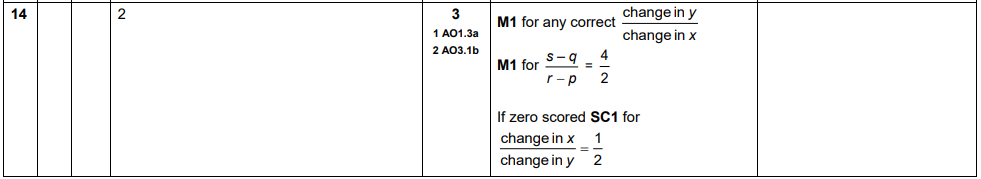 14
2
3
1 AO1.3a
2 AO3.1b
M1 for any correct change in y / change in x
M1 for s – q / r – p = 4 / 2
If zero scored SC1 for
change in x / change in y = 1 / 2